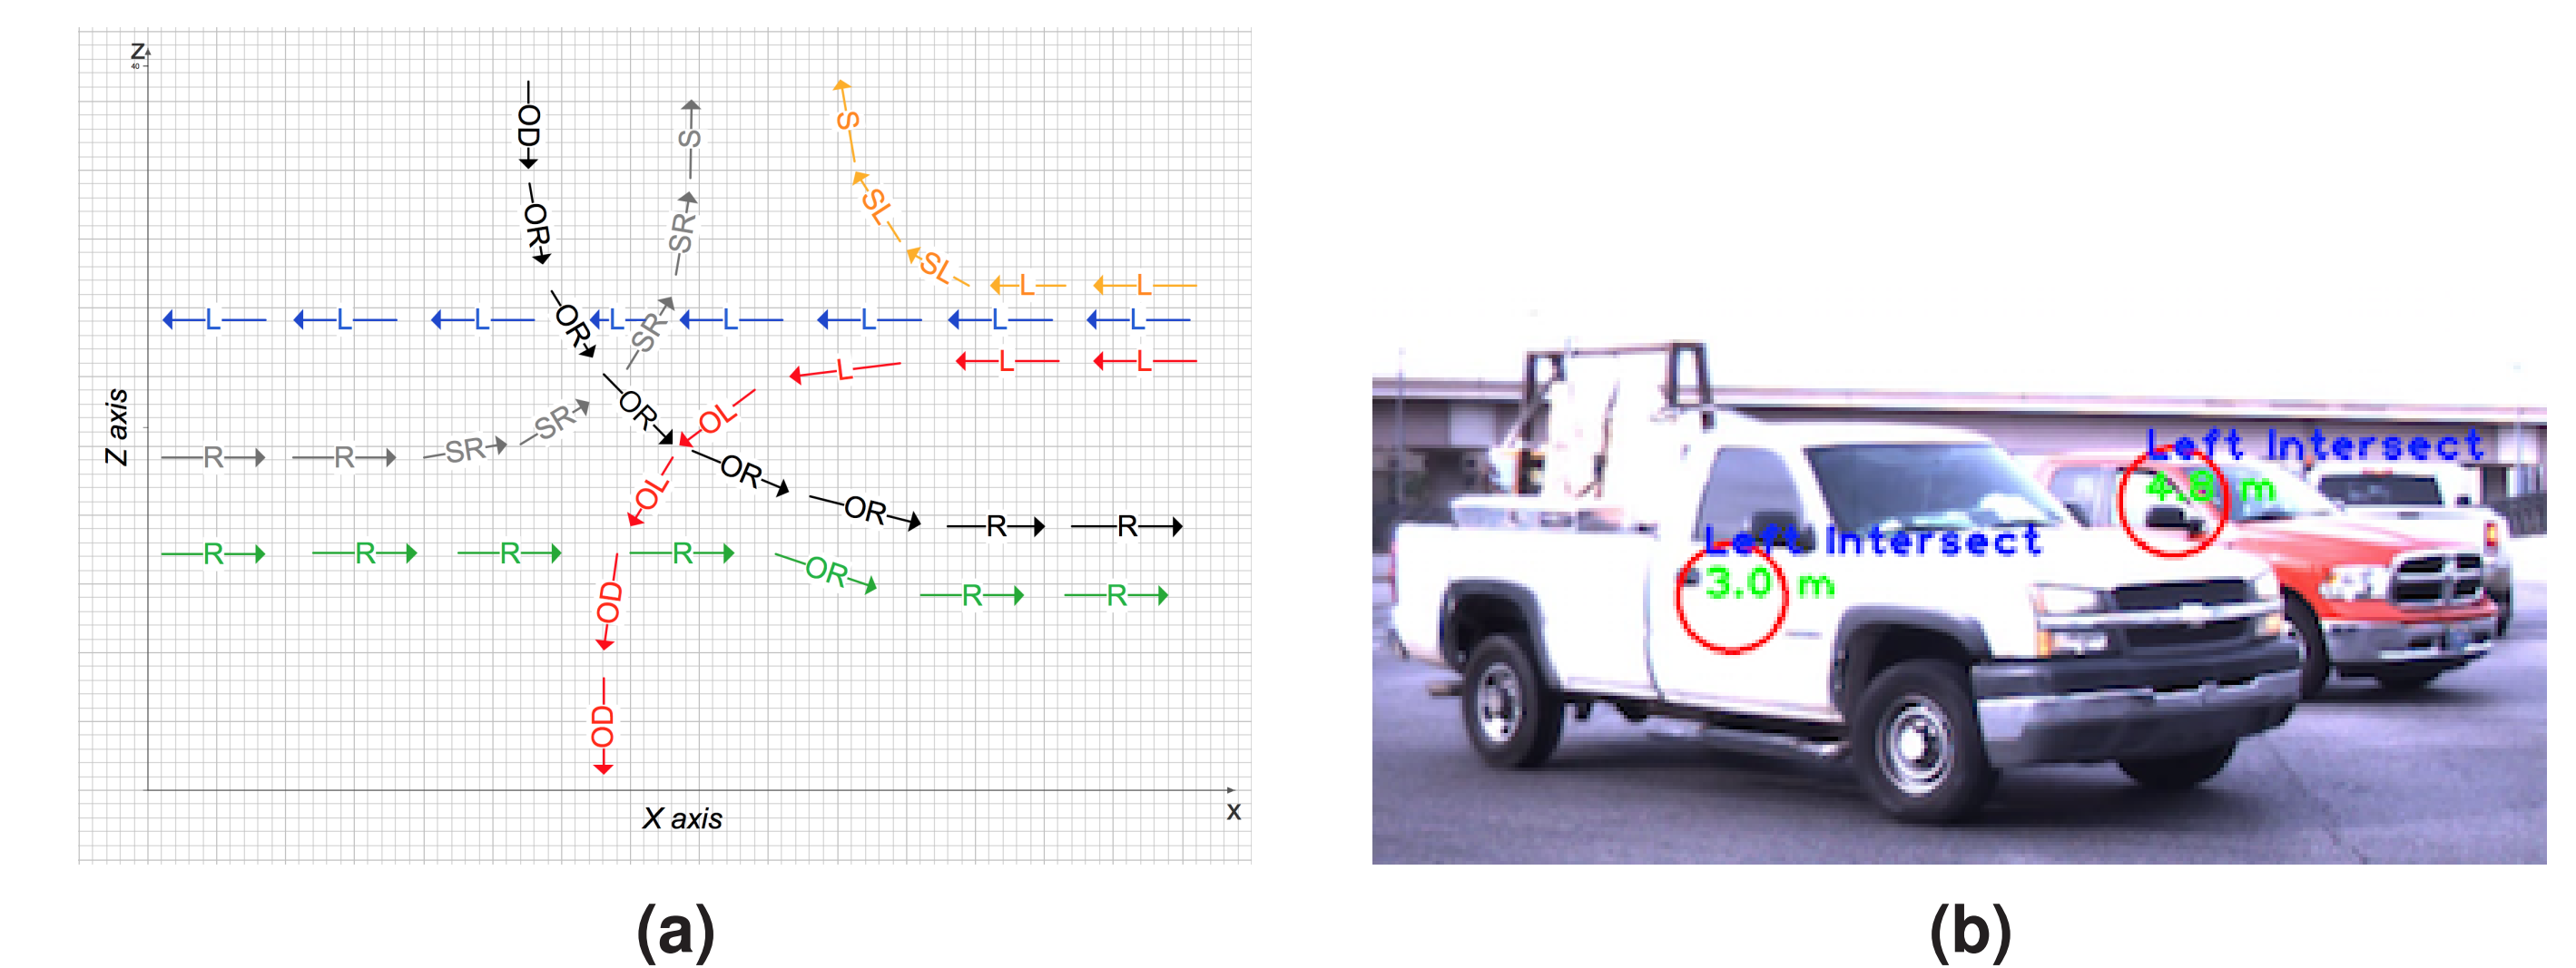 Z
40
OD
S
S
OR
SR
SL
SL
L
L
L
L
L
OR
L
SR
L
L
L
L
L
L
L
OR
OL
R
R
SR
SR
OR
OL
OR
R
R
R
R
R
R
OR
OD
R
R
OD
Z axis
X axis
x
(a)
Left Intersect
4.8 m
Left Intersect
3.0 m
(b)